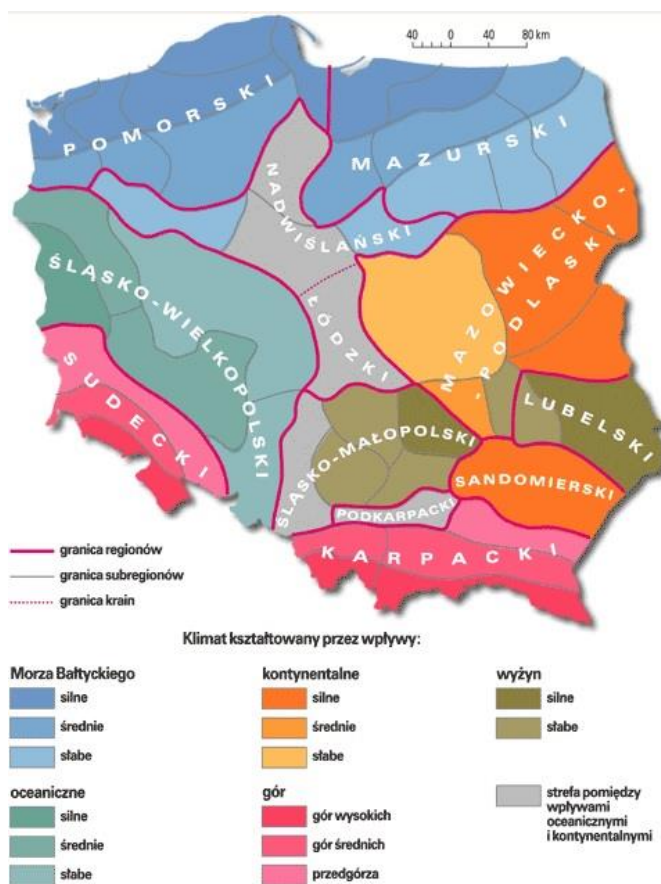 40 0 40 80 km
POMORSKI
MAZURSKI
NADWIŚLAŃSKI
MAZOWIECKO-
-PODLASKI
ŚLĄSKO-WIELKOPOLSKI
ŁÓDZKI
SUDECKI
LUBELSKI
ŚLĄSKO-MAŁOPOLSKI
SANDOMIERSKI
PODKARPACKI
KARPACKI
granica regionów
granica subregionów
granica krain
Klimat kształtowany przez wpływy:
Morza Bałtyckiego
silne
średnie
słabe
kontynentalne
silne
średnie
słabe
wyżyn
silne
słabe
oceaniczne
silne
średnie
słabe
gór
gór wysokich
gór średnich
przedgórza
strefa pomiędzy
wpływami
oceanicznymi
i kontynentalnymi